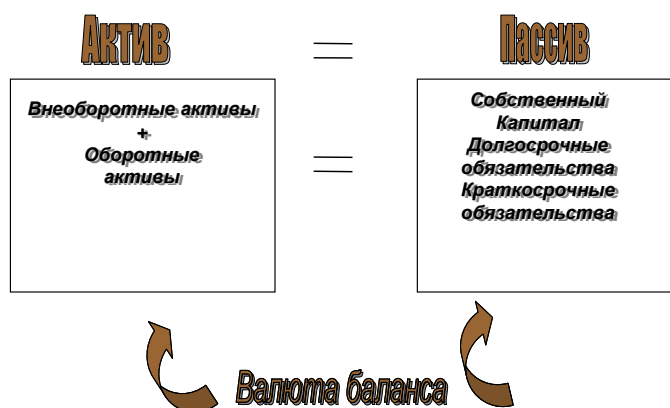 Актив = Пассив
Внеоборотные активы
+
Оборотные
активы
=
Собственный
Капитал
Долгосрочные
обязательства
Краткосрочные
обязательства
Валюта баланса